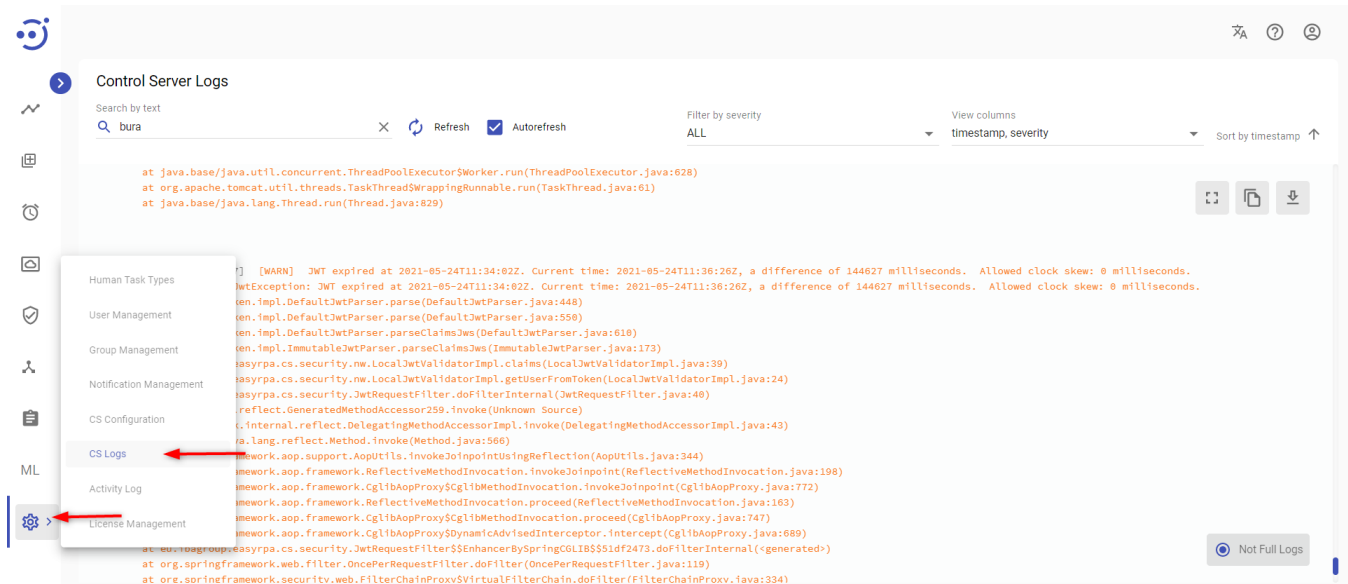 Control Server Logs
Search by text
bura
Refresh
Autorefresh
Filter by severity
ALL
View columns
timestamp, severity
Sort by timestamp
at java.base/java.util.concurrent.ThreadPoolExecutor$Worker.run(ThreadPoolExecutor.java:628)
at org.apache.tomcat.util.threads.TaskThread$WrappingRunnable.run(TaskThread.java:61)
at java.base/java.lang.Thread.run(Thread.java:829)
] [WARN] JWT expired at 2021-05-24T11:34:02Z. Current time: 2021-05-24T11:36:26Z, a difference of 144627 milliseconds. Allowed clock skew: 0 milliseconds.
JwtException: JWT expired at 2021-05-24T11:34:02Z. Current time: 2021-05-24T11:36:26Z, a difference of 144627 milliseconds. Allowed clock skew: 0 milliseconds.
ken.impl.DefaultJwtParser.parse(DefaultJwtParser.java:448)
ken.impl.DefaultJwtParser.parse(DefaultJwtParser.java:550)
ken.impl.DefaultJwtParser.parseClaimsJws(DefaultJwtParser.java:610)
ken.impl.ImmutableJwtParser.parseClaimsJws(ImmutableJwtParser.java:173)
easyrpa.cs.security.nw.LocalJwtValidatorImpl.claims(LocalJwtValidatorImpl.java:39)
easyrpa.cs.security.nw.LocalJwtValidatorImpl.getUserFromToken(LocalJwtValidatorImpl.java:24)
easyrpa.cs.security.JwtRequestFilter.doFilterInternal(JwtRequestFilter.java:40)
.reflect.GeneratedMethodAccessor259.invoke(Unknown Source)
.internal.reflect.DelegatingMethodAccessorImpl.invoke(DelegatingMethodAccessorImpl.java:43)
va.lang.reflect.Method.invoke(Method.java:566)
mework.aop.support.AopUtils.invokeJoinpointUsingReflection(AopUtils.java:344)
mework.aop.framework.ReflectiveMethodInvocation.invokeJoinpoint(ReflectiveMethodInvocation.java:198)
mework.aop.framework.CglibAopProxy$CglibMethodInvocation.invokeJoinpoint(CglibAopProxy.java:772)
mework.aop.framework.ReflectiveMethodInvocation.proceed(ReflectiveMethodInvocation.java:163)
mework.aop.framework.CglibAopProxy$CglibMethodInvocation.proceed(CglibAopProxy.java:747)
mework.aop.framework.CglibAopProxy$DynamicAdvisedInterceptor.intercept(CglibAopProxy.java:689)
at eu.ibagroup.easyrpa.cs.security.JwtRequestFilter$$EnhancerBySpringCGLIB$$51df2473.doFilterInternal(<generated>)
at org.springframework.web.filter.OncePerRequestFilter.doFilter(OncePerRequestFilter.java:119)
at org.springframework.security.web.FilterChainProxy$VirtualFilterChain.doFilter(FilterChainProxy.java:334)
Human Task Types
User Management
Group Management
Notification Management
CS Configuration
CS Logs
Activity Log
License Management
ML
Not Full Logs